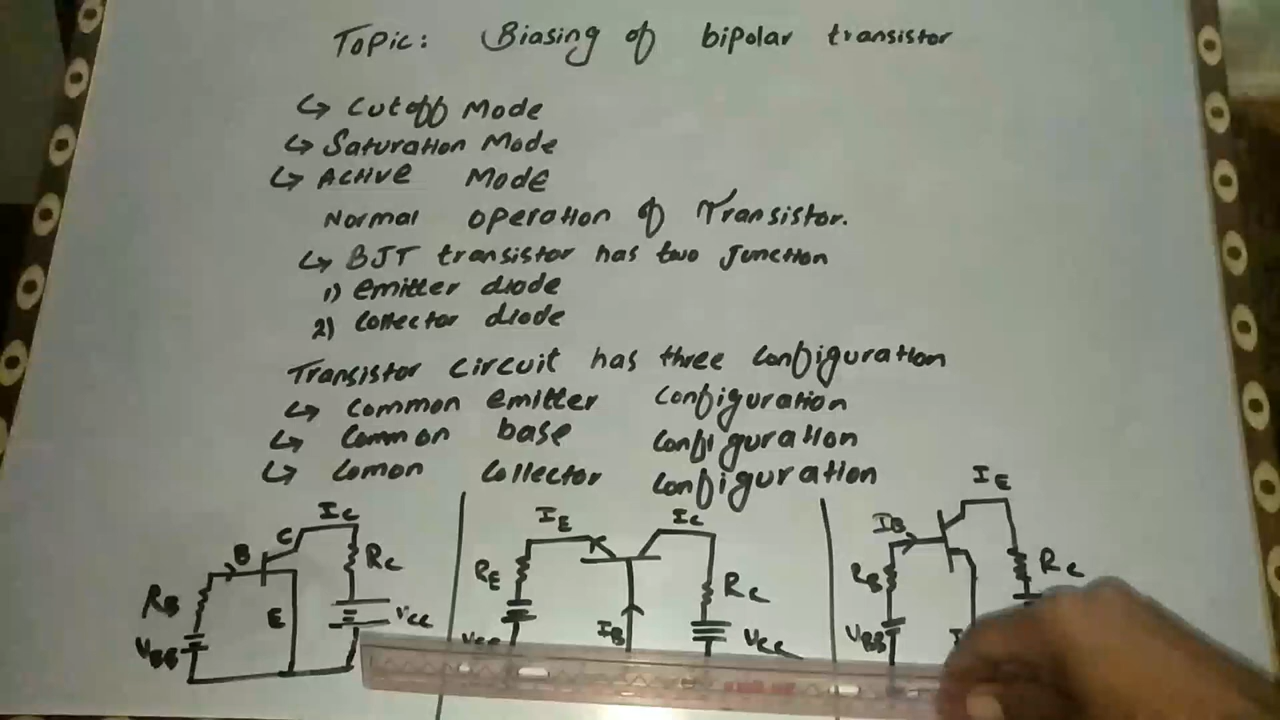 Topic: Biasing of bipolar transistor
↳ Cutoff Mode
↳ Saturation Mode
↳ Active Mode
Normal operation of Transistor.
↳ BJT transistor has two junction
1) emitter diode
2) collector diode
Transistor circuit has three configuration
↳ common emitter configuration
↳ common base configuration
↳ comon collector configuration
IC
C
B
RB
RC
E
VCC
VBB
IE
IC
RE
RC
IB
VCC
VCC
IE
IB
RB
RC
VBB